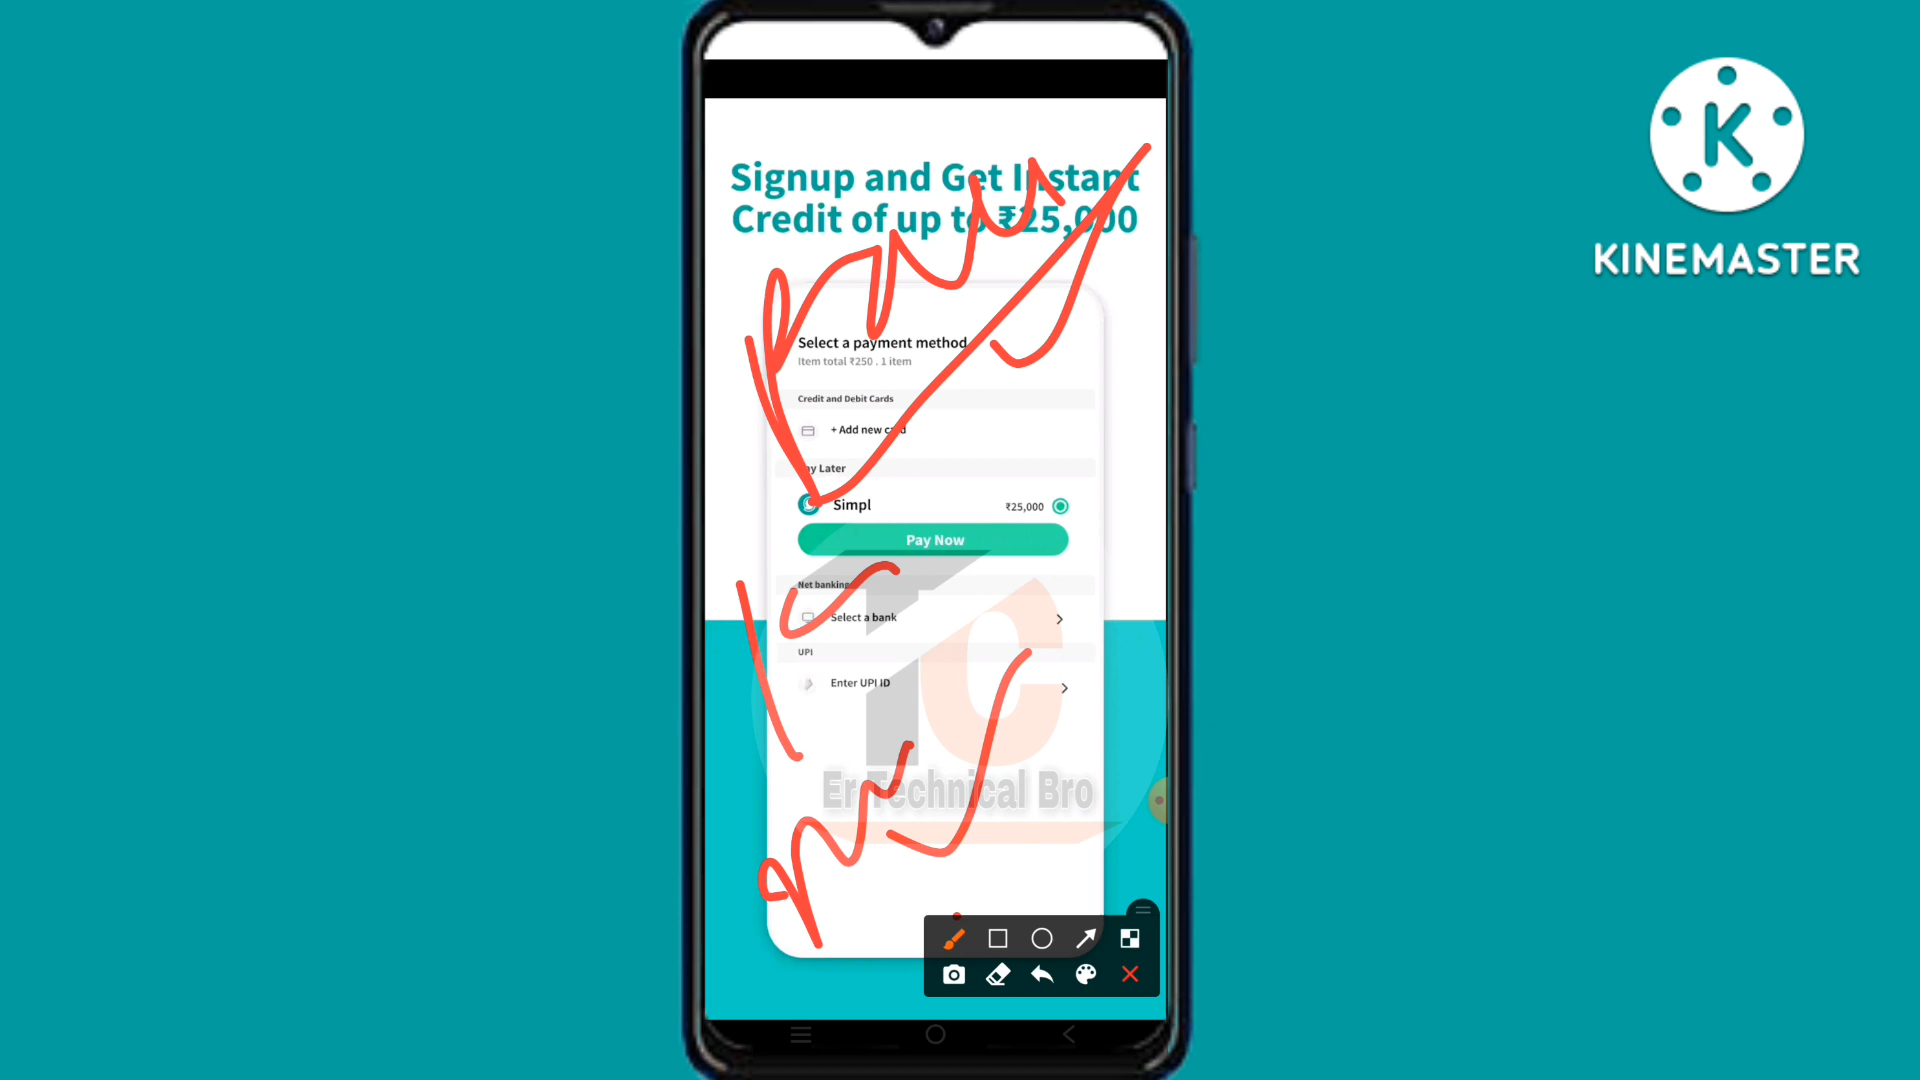 Signup and Get Instant
Credit of up to ₹25,000
KINEMASTER
Select a payment method
Item total ₹250 . 1 item
Credit and Debit Cards
+ Add new card
Pay Later
Simpl ₹25,000
Pay Now
Net banking
Select a bank
UPI
Enter UPI ID
Er Technical Bro